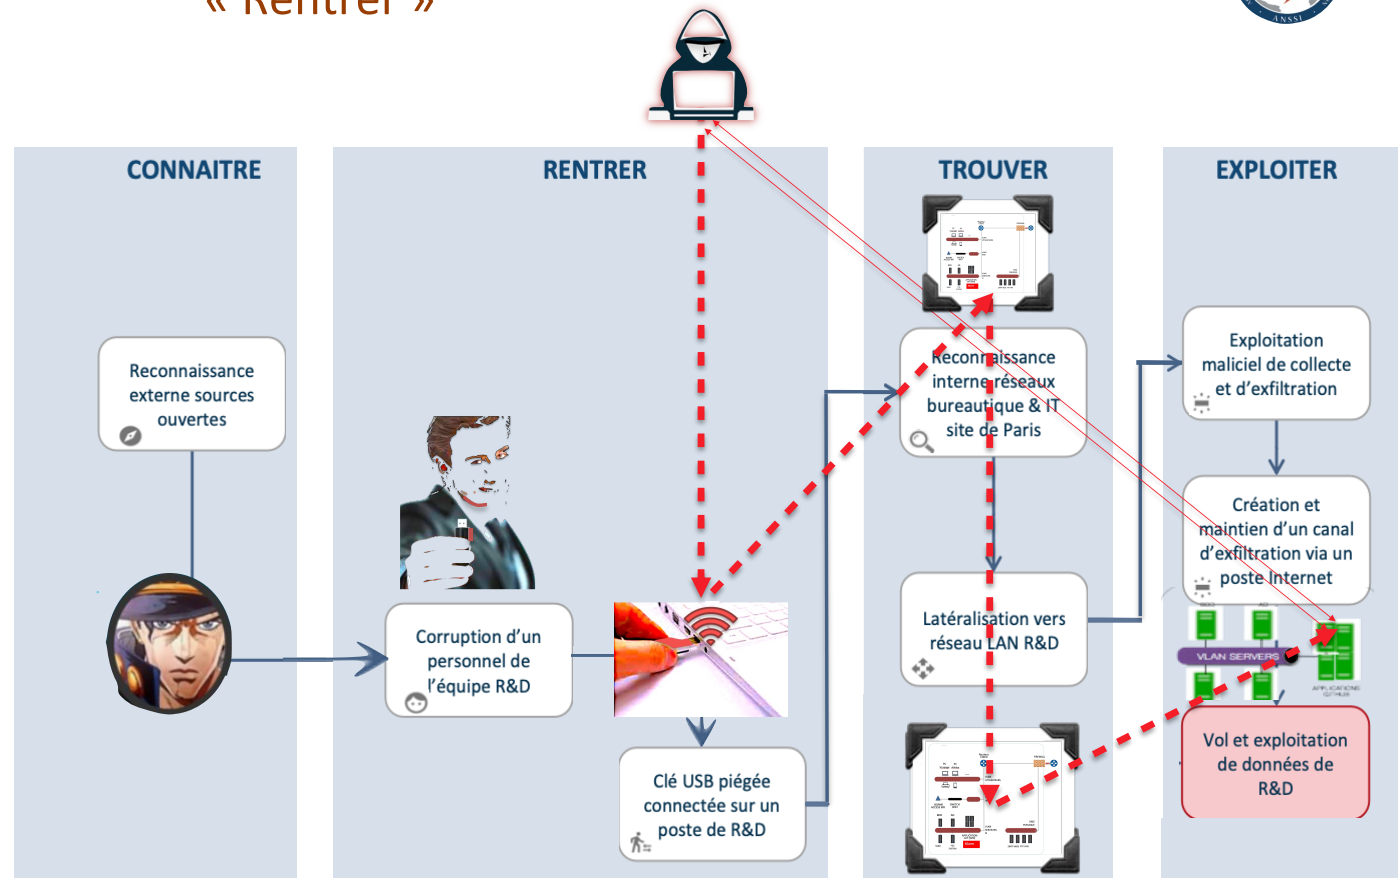 « Rentrer »
ANSSI
CONNAITRE
Reconnaissance
externe sources
ouvertes
RENTRER
Corruption d’un
personnel de
l’équipe R&D
Clé USB piégée
connectée sur un
poste de R&D
TROUVER
Reconnaissance
interne réseaux
bureautique & IT
site de Paris
Latéralisation vers
réseau LAN R&D
EXPLOITER
Exploitation
maliciel de collecte
et d’exfiltration
Création et
maintien d’un canal
d’exfiltration via un
poste Internet
VLAN SERVERS
APPLICATIONS
Vol et exploitation
de données de
R&D